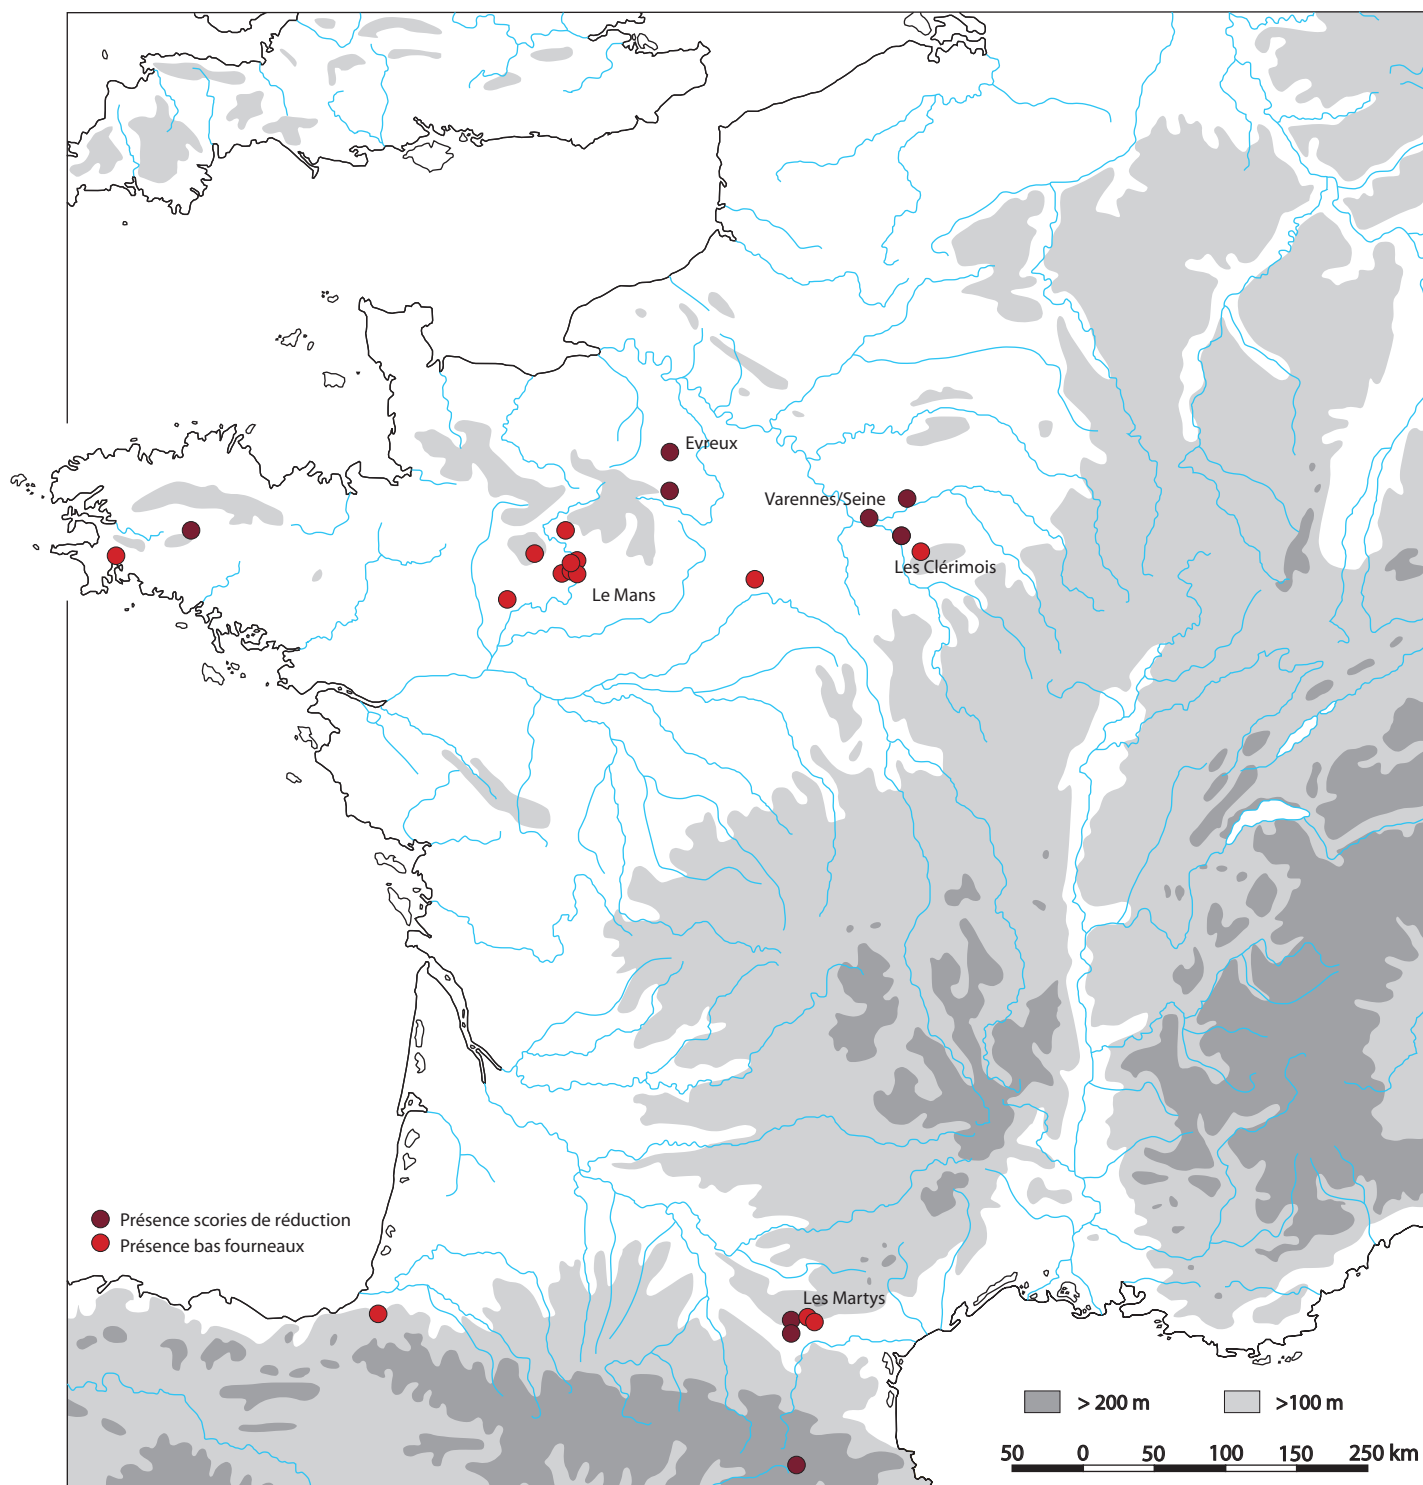 Evreux
Varennes/Seine
Les Clérimois
Le Mans
Présence scories de réduction
Présence bas fourneaux
Les Martys
> 200 m
>100 m
50 0 50 100 150 250 km